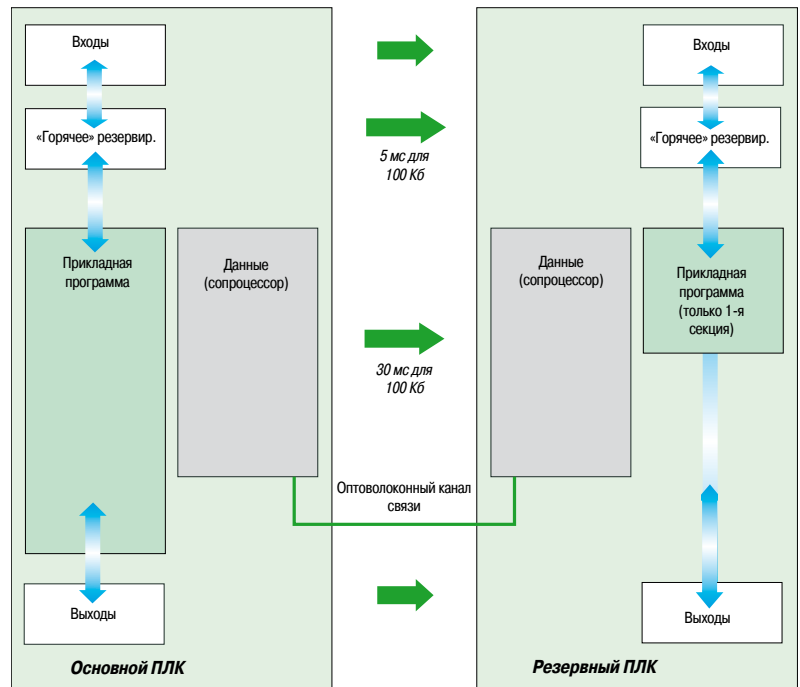 Входы
«Горячее» резервир.
Прикладная
программа
Данные
(сопроцессор)
Выходы
Основной ПЛК
5 мс для
100 Кб
30 мс для
100 Кб
Оптоволоконный канал
связи
Входы
«Горячее» резервир.
Данные
(сопроцессор)
Прикладная
программа
(только 1-я
секция)
Выходы
Резервный ПЛК